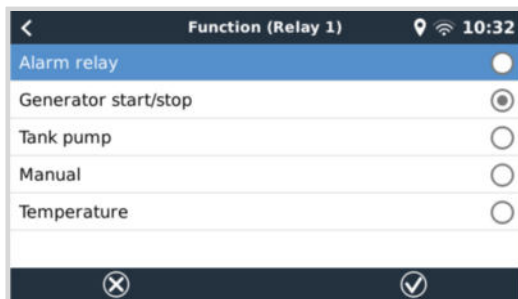 Function (Relay 1) 10:32
Alarm relay
Generator start/stop
Tank pump
Manual
Temperature